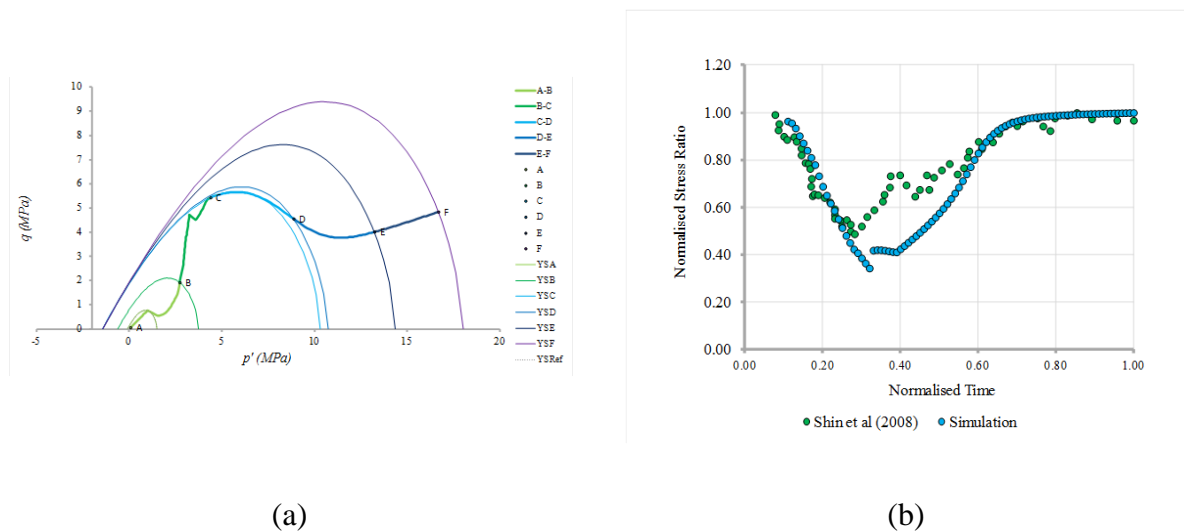 10
9
8
7
6
5
4
3
2
1
0
-5
0
5
10
15
20
q (MPa)
p' (MPa)
A
B
C
D
E
F
A-B
B-C
C-D
D-E
E-F
A
B
C
D
E
F
YSA
YSB
YSC
YSD
YSE
YSF
YSRef
(a)
1.20
1.00
0.80
0.60
0.40
0.20
0.00
0.00
0.20
0.40
0.60
0.80
1.00
Normalised Stress Ratio
Normalised Time
Shin et al (2008)
Simulation
(b)